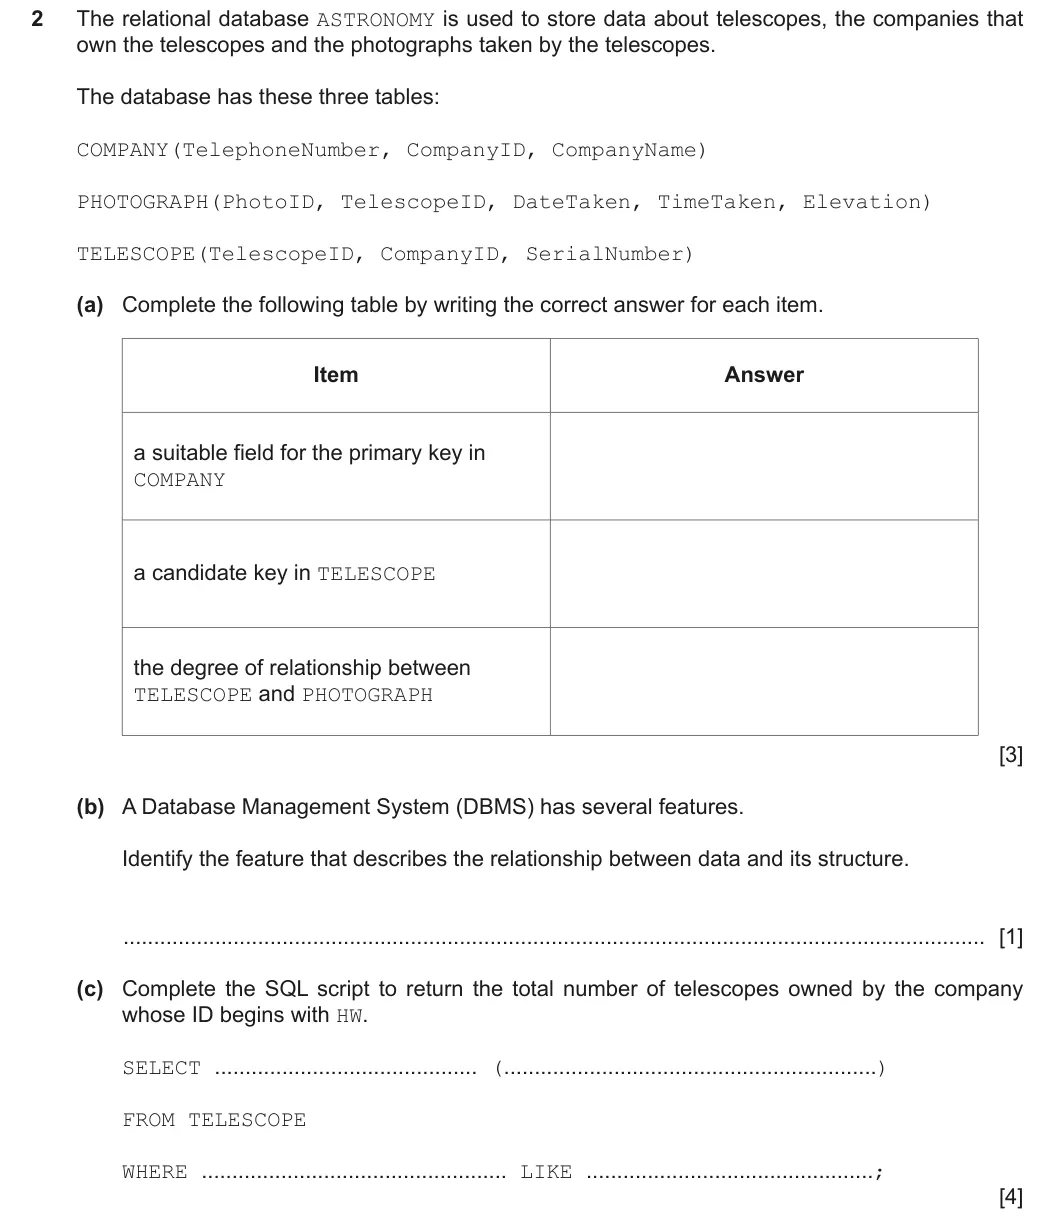 2 The relational database ASTRONOMY is used to store data about telescopes, the companies that
own the telescopes and the photographs taken by the telescopes.
The database has these three tables:
COMPANY(TelephoneNumber, CompanyID, CompanyName)
PHOTOGRAPH(PhotoID, TelescopeID, DateTaken, TimeTaken, Elevation)
TELESCOPE(TelescopeID, CompanyID, SerialNumber)
(a) Complete the following table by writing the correct answer for each item.
Item Answer
a suitable field for the primary key in
COMPANY
a candidate key in TELESCOPE
the degree of relationship between
TELESCOPE and PHOTOGRAPH
[3]
(b) A Database Management System (DBMS) has several features.
Identify the feature that describes the relationship between data and its structure.
.............................................................................................................................................. [1]
(c) Complete the SQL script to return the total number of telescopes owned by the company
whose ID begins with HW.
SELECT ........................................... (.............................................................)
FROM TELESCOPE
WHERE .................................................. LIKE ...............................................;
[4]